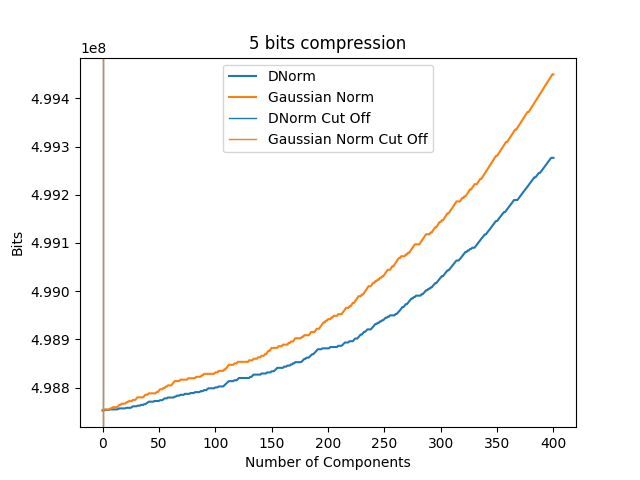 5 bits compression
1e8
DNorm
Gaussian Norm
DNorm Cut Off
Gaussian Norm Cut Off
4.994
4.993
4.992
4.991
4.990
4.989
4.988
Bits
0 50 100 150 200 250 300 350 400
Number of Components